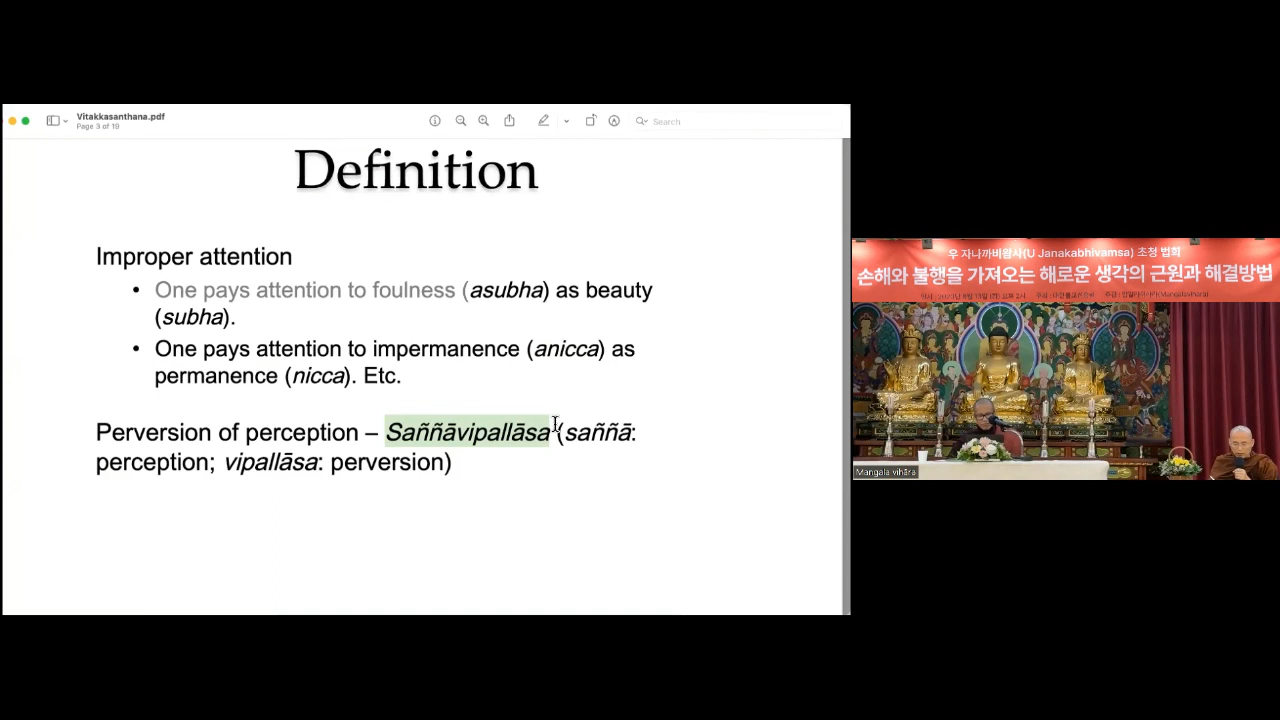 Vitakkasanthana.pdf
Page 3 of 19
Search
Definition
Improper attention
• One pays attention to foulness (asubha) as beauty
(subha).
• One pays attention to impermanence (anicca) as
permanence (nicca). Etc.
Perversion of perception – Saññāvipallāsa (saññā:
perception; vipallāsa: perversion)
우 자나까비왐사(U Janakabhivamsa) 초청 법회
손해와 불행을 가져오는 해로운 생각의 근원과 해결방법
Mangala vihāra